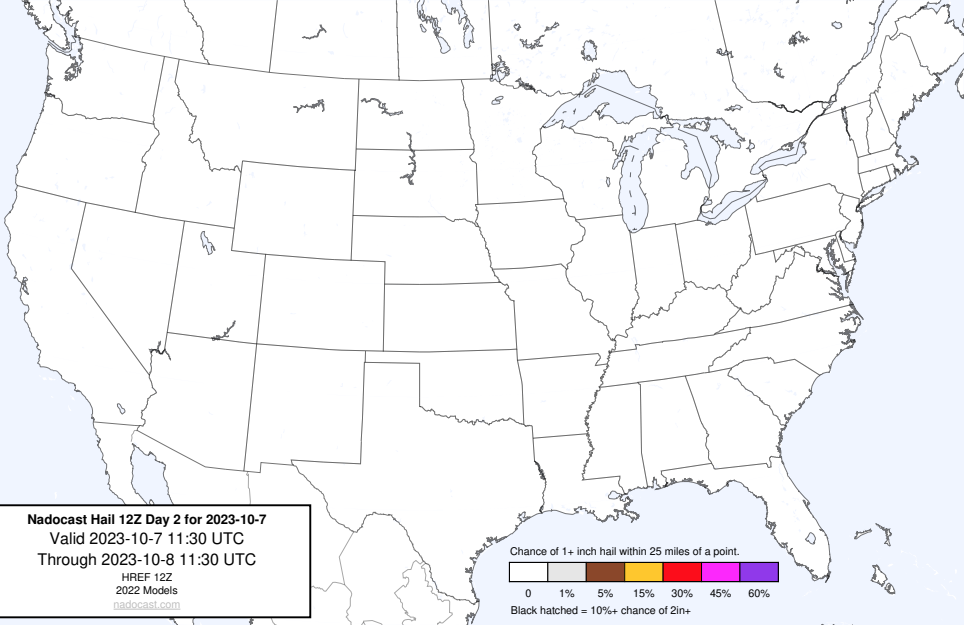 Nadocast Hail 12Z Day 2 for 2023-10-7
Valid 2023-10-7 11:30 UTC
Through 2023-10-8 11:30 UTC
HREF 12Z
2022 Models
nadocast.com
Chance of 1+ inch hail within 25 miles of a point.
0 1% 5% 15% 30% 45% 60%
Black hatched = 10%+ chance of 2in+